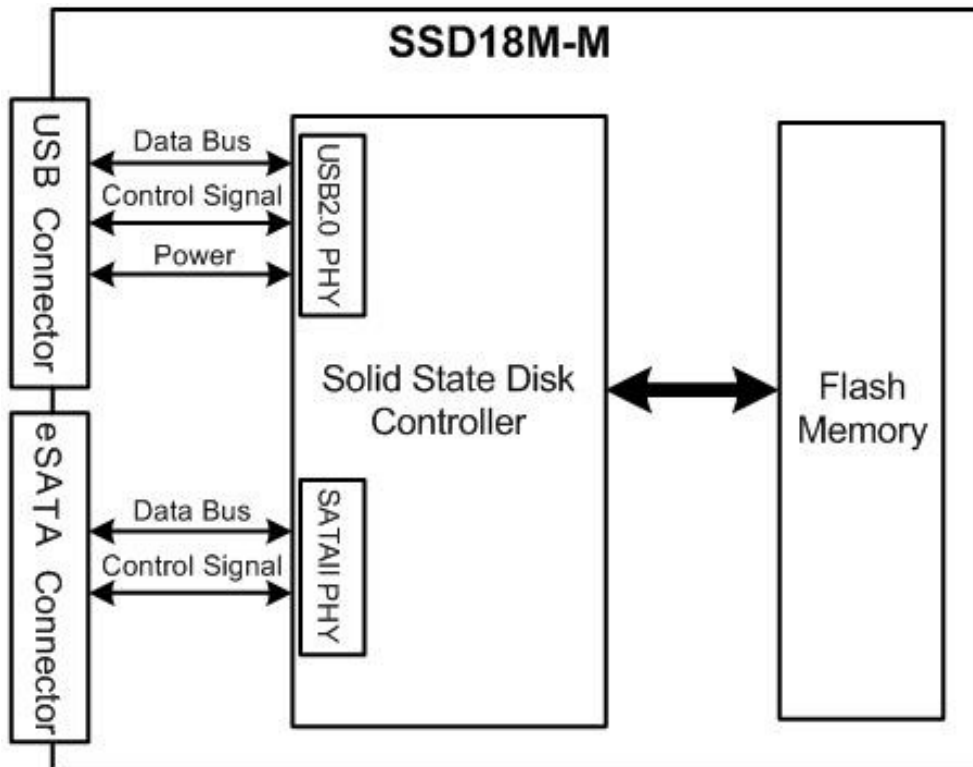 SSD18M-M
USB Connector
Data Bus
Control Signal
Power
USB2.0 PHY
Solid State Disk
Controller
Flash
Memory
eSATA Connector
Data Bus
Control Signal
SATAII PHY